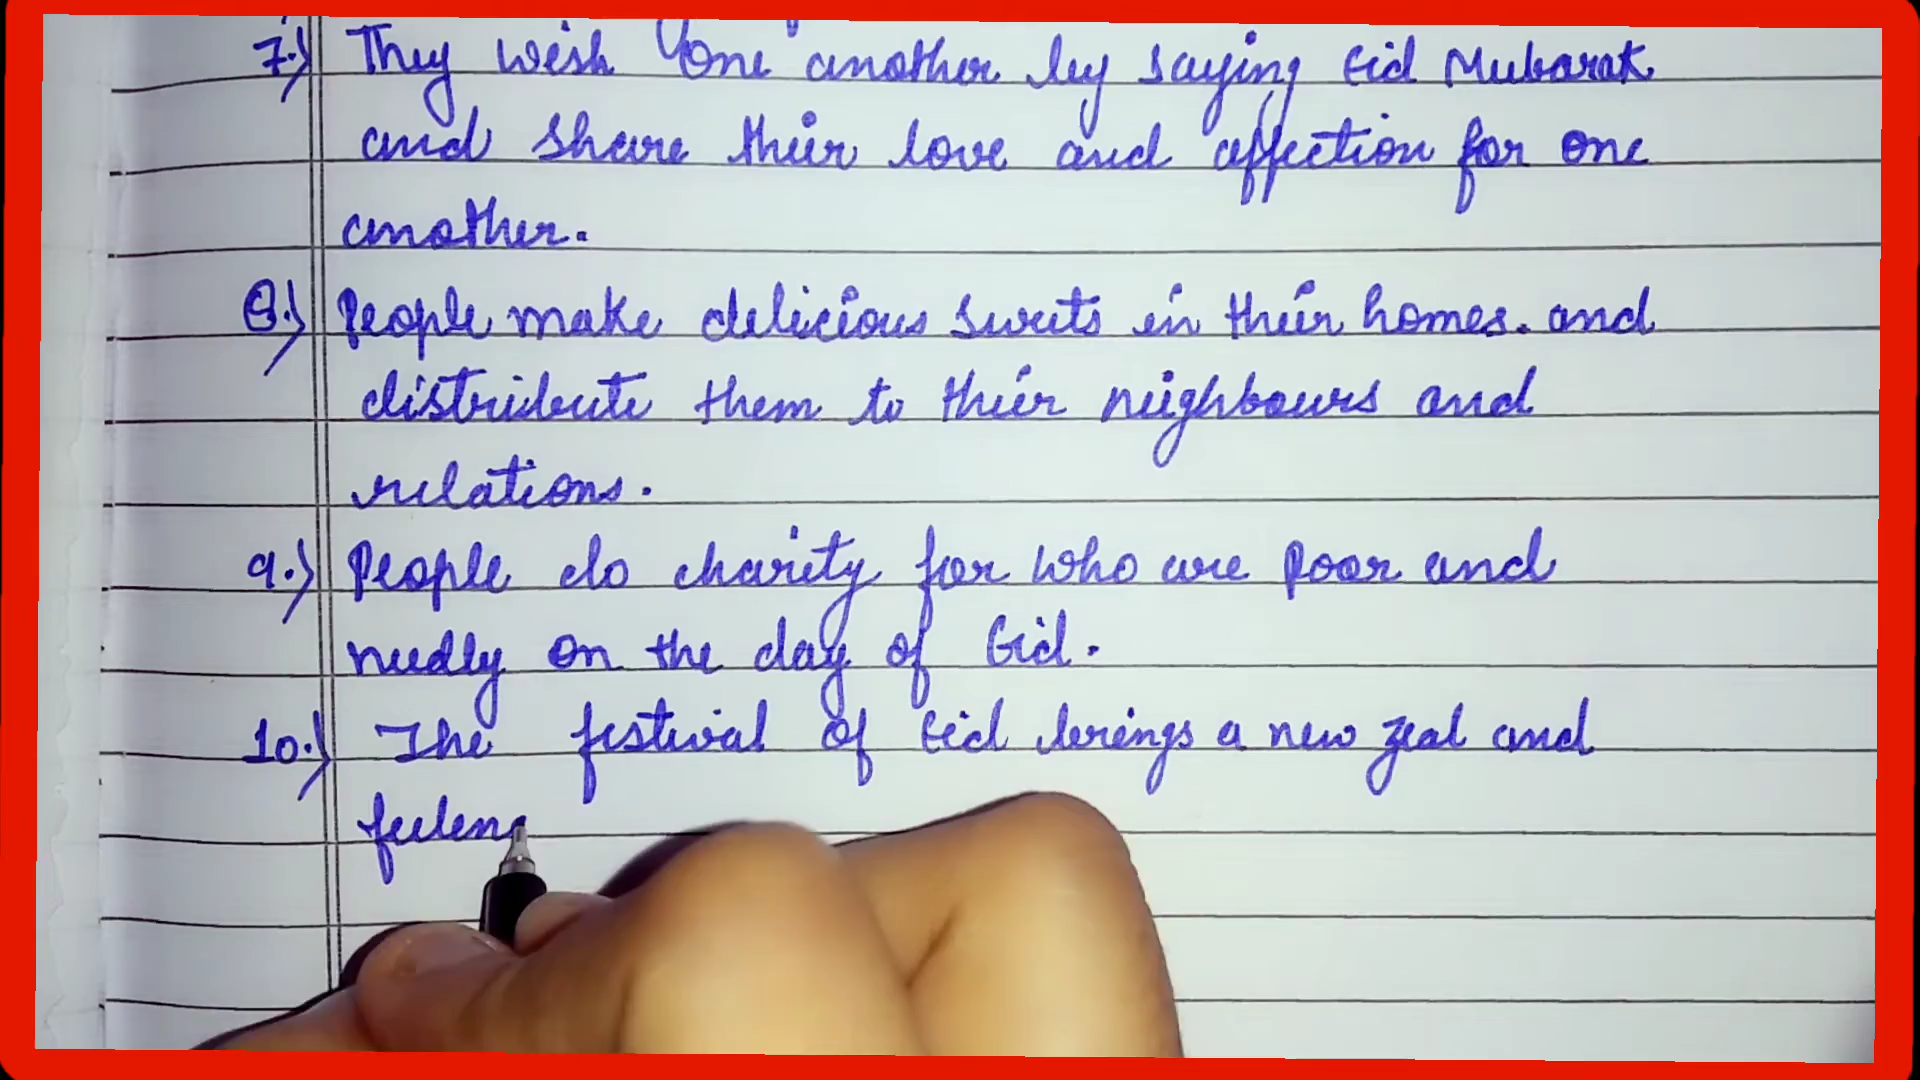 7.) They wish one another by saying Eid Mubarak
and share their love and affection for one
another.
8.) People make delicious sweets in their homes. and
distribute them to their neighbours and
relations.
9.) People do charity for who are poor and
needly on the day of Eid.
10.) The festival of Eid brings a new zeal and